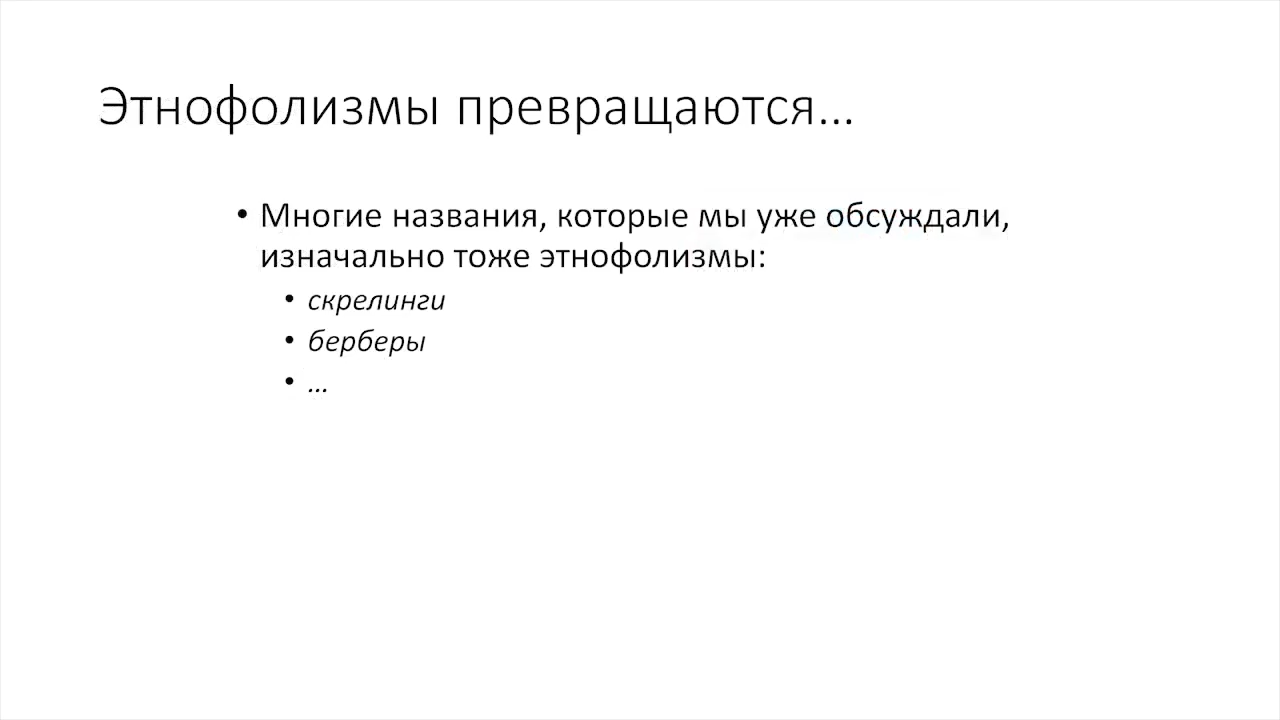 Этнофолизмы превращаются...
• Многие названия, которые мы уже обсуждали,
изначально тоже этнофолизмы:
• скрелинги
• берберы
• ...